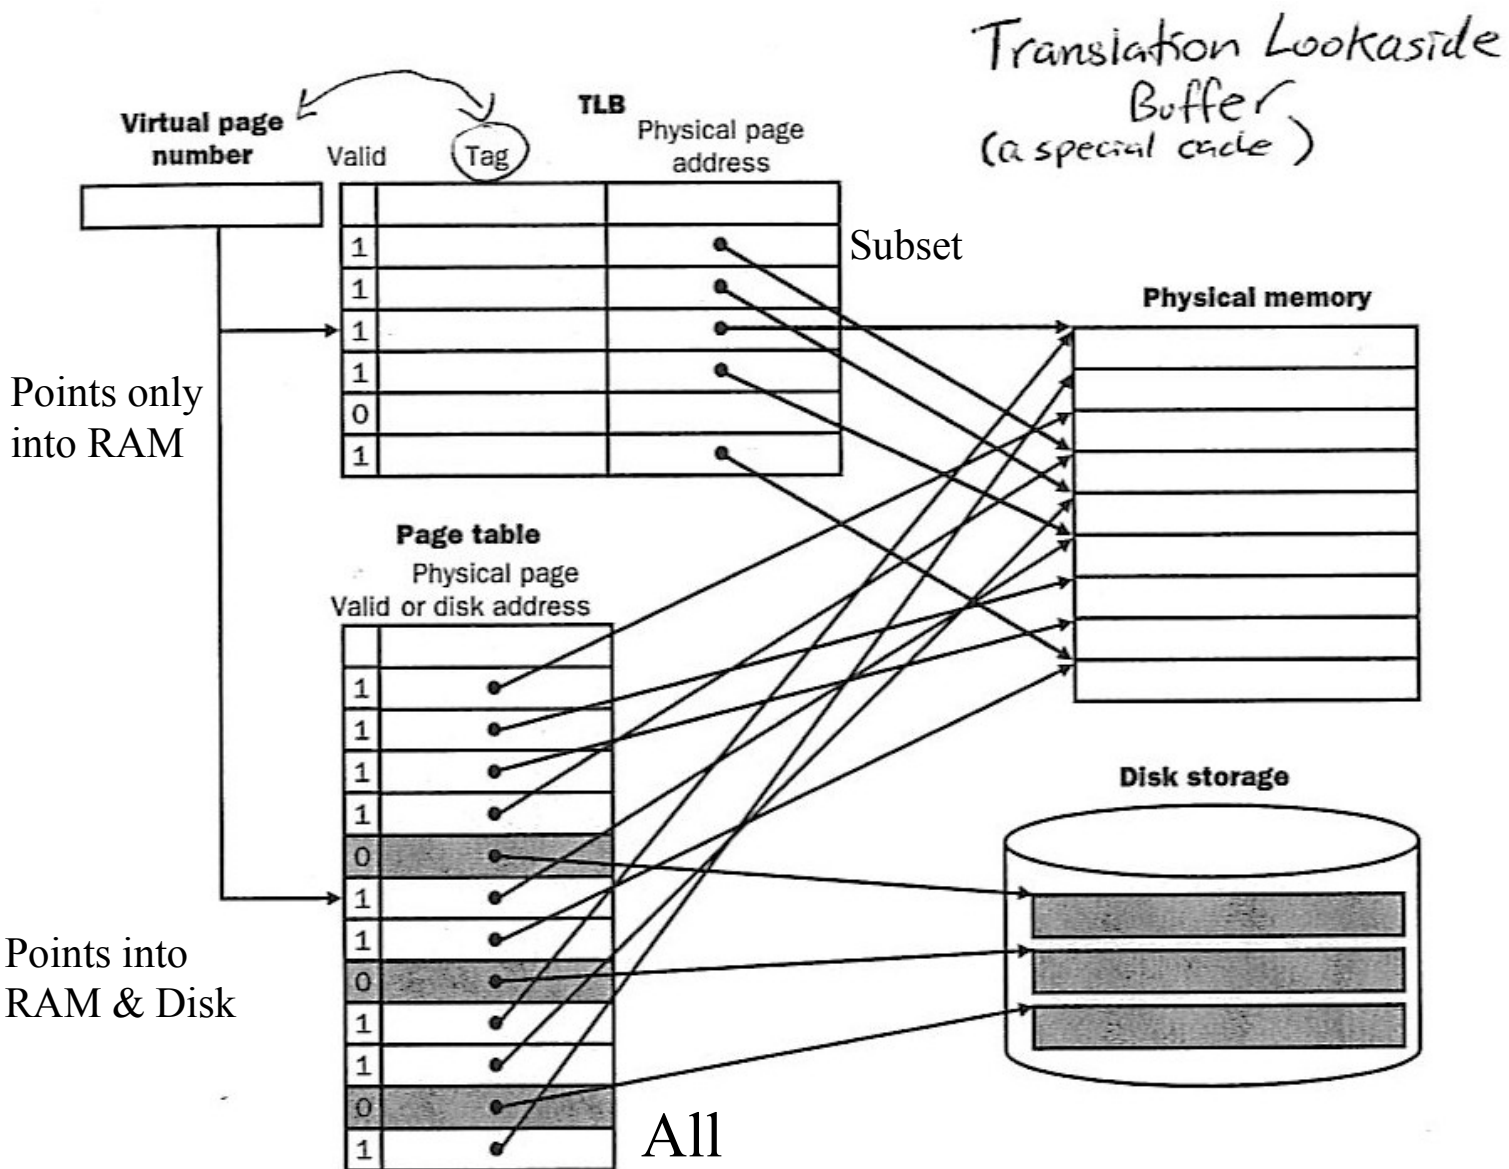 Translation Lookaside
Buffer
(a special cache)
TLB
Virtual page
number
Valid
Tag
Physical page
address
1
1
1
1
0
1
Subset
Physical memory
Points only
into RAM
Page table
Physical page
Valid or disk address
1
1
1
1
0
1
1
0
1
1
0
1
Disk storage
Points into
RAM & Disk
All